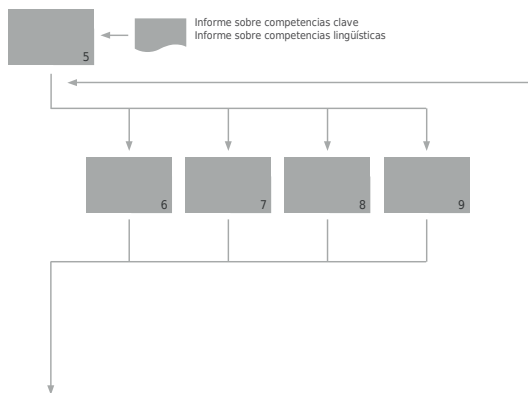 Informe sobre competencias clave
Informe sobre competencias lingüísticas
5
6
7
8
9